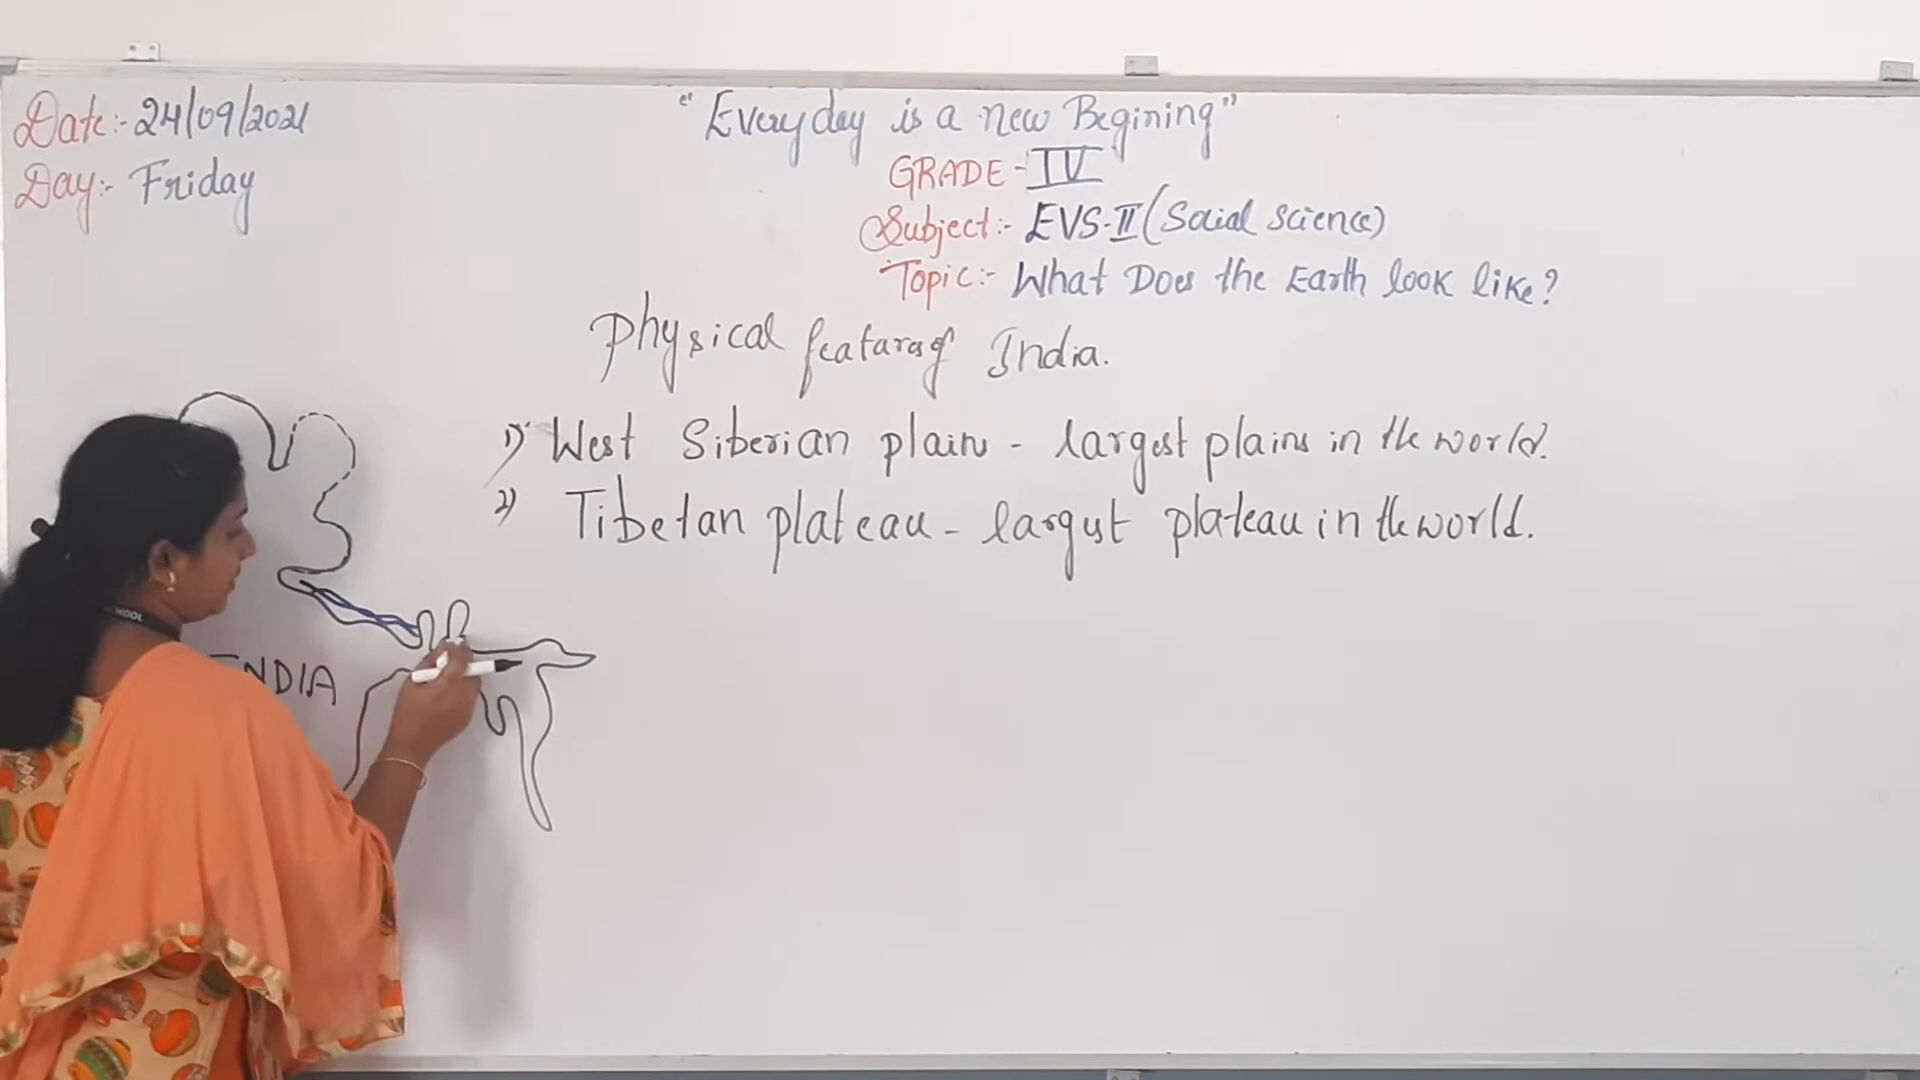 Date:- 24/09/2021
Day:- Friday
"Everyday is a new Begining"
GRADE - IV
Subject:- EVS-II (Social Science)
Topic:- What Does the Earth look like?
Physical featares of India.
1) West Siberian plain - largest plains in the world.
2) Tibetan plateau - largest plateau in the world.
INDIA